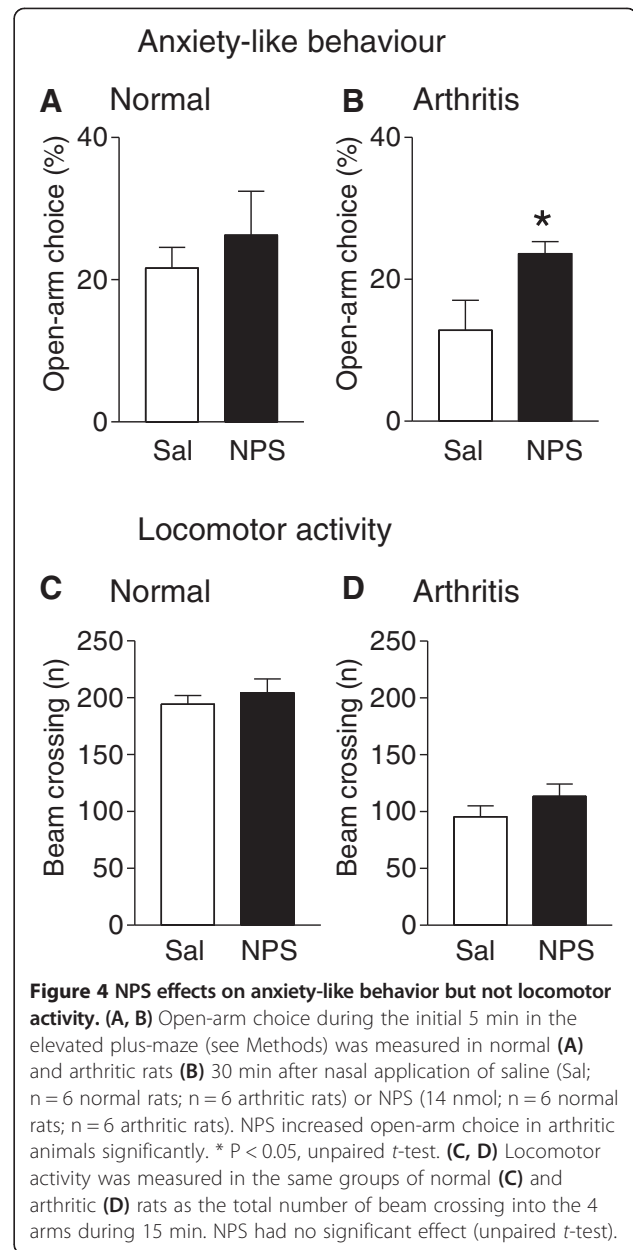 Anxiety-like behaviour
A Normal
B Arthritis
Open-arm choice (%)
40
20
0
Sal NPS
Open-arm choice (%)
40
20
0
*
Sal NPS
Locomotor activity
C Normal
D Arthritis
Beam crossing (n)
250
200
150
100
50
0
Sal NPS
Beam crossing (n)
250
200
150
100
50
0
Sal NPS
Figure 4 NPS effects on anxiety-like behavior but not locomotor
activity. (A, B) Open-arm choice during the initial 5 min in the
elevated plus-maze (see Methods) was measured in normal (A)
and arthritic rats (B) 30 min after nasal application of saline (Sal;
n = 6 normal rats; n = 6 arthritic rats) or NPS (14 nmol; n = 6 normal
rats; n = 6 arthritic rats). NPS increased open-arm choice in arthritic
animals significantly. * P < 0.05, unpaired t-test. (C, D) Locomotor
activity was measured in the same groups of normal (C) and
arthritic (D) rats as the total number of beam crossing into the 4
arms during 15 min. NPS had no significant effect (unpaired t-test).